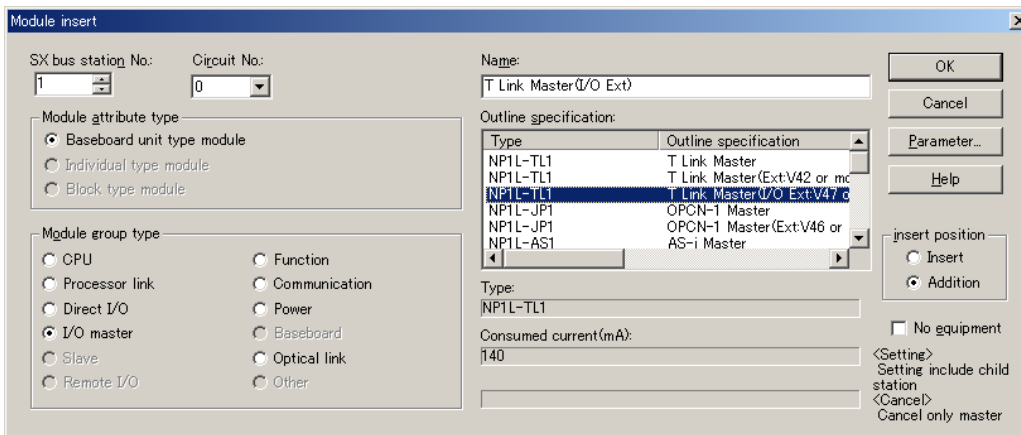 Module insert
SX bus station No.:
Circuit No.:
1
0
Module attribute type
Baseboard unit type module
Individual type module
Block type module
Module group type
CPU
Function
Processor link
Communication
Direct I/O
Power
I/O master
Baseboard
Slave
Optical link
Remote I/O
Other
Name:
T Link Master(I/O Ext)
Outline specification:
Type Outline specification
NP1L-TL1 T Link Master
NP1L-TL1 T Link Master(Ext:V42 or mo
NP1L-TL1 T Link Master(I/O Ext:V47 o
NP1L-JP1 OPCN-1 Master
NP1L-JP1 OPCN-1 Master(Ext:V46 or
NP1L-AS1 AS-i Master
Type:
NP1L-TL1
Consumed current(mA):
140
OK
Cancel
Parameter...
Help
insert position
Insert
Addition
No equipment
<Setting>
Setting include child
station
<Cancel>
Cancel only master